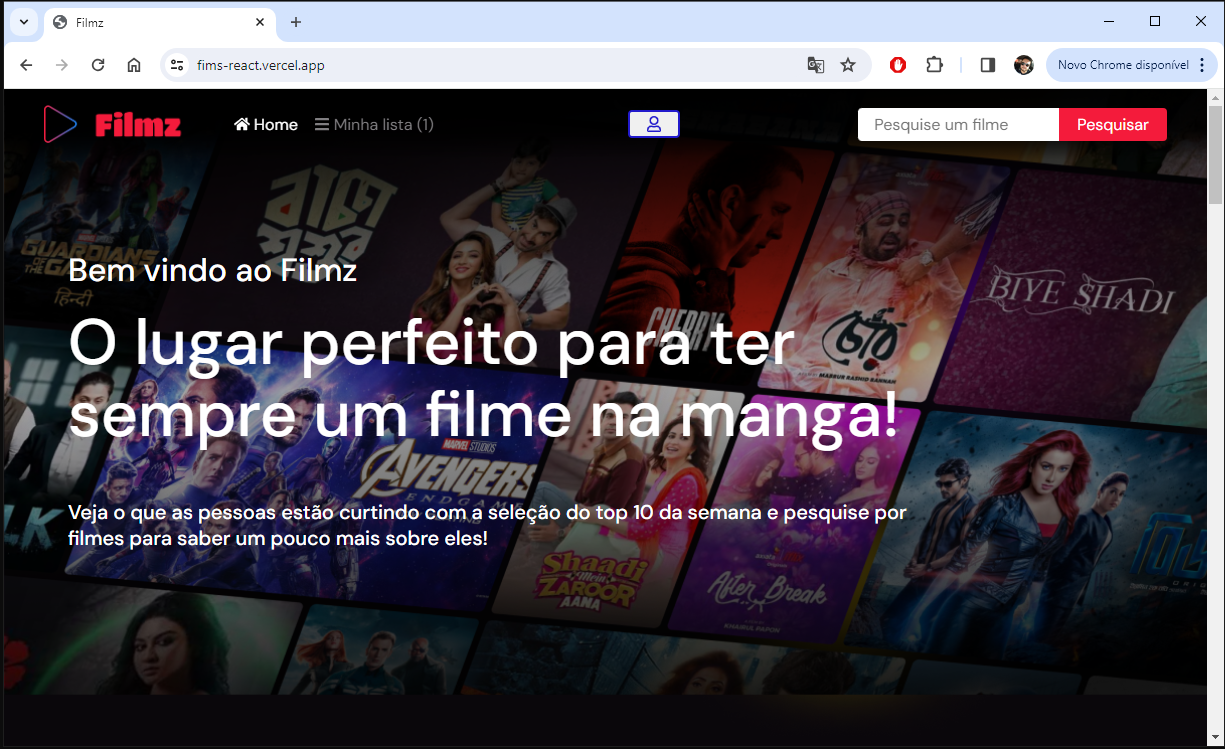 Filmz
fims-react.vercel.app
Novo Chrome disponível
Filmz
Home
Minha lista (1)
Pesquise um filme
Pesquisar
GUARDIANS
OF THE GA
हिन्दी
Bem vindo ao Filmz
CHERRY
BIYE SHADI
O lugar perfeito para ter
sempre um filme na manga!
MARVEL STUDIOS
AVENGERS
ENDGAME
Veja o que as pessoas estão curtindo com a seleção do top 10 da semana e pesquise por
filmes para saber um pouco mais sobre eles!
Shaadi
Mein
ZAROOR
AANA
After Break